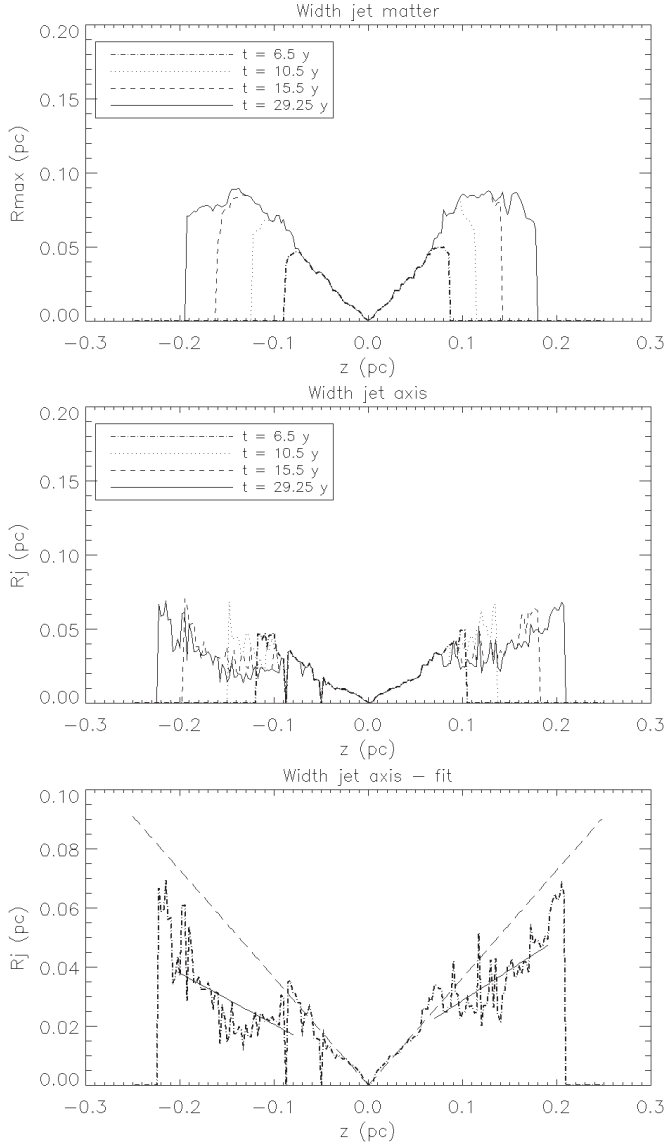 Width jet matter
0.20
0.15
0.10
0.05
0.00
Rmax (pc)
t = 6.5 y
t = 10.5 y
t = 15.5 y
t = 29.25 y
−0.3 −0.2 −0.1 0.0 0.1 0.2 0.3
z (pc)
Width jet axis
0.20
0.15
0.10
0.05
0.00
Rj (pc)
t = 6.5 y
t = 10.5 y
t = 15.5 y
t = 29.25 y
−0.3 −0.2 −0.1 0.0 0.1 0.2 0.3
z (pc)
Width jet axis − fit
0.10
0.08
0.06
0.04
0.02
0.00
Rj (pc)
−0.3 −0.2 −0.1 0.0 0.1 0.2 0.3
z (pc)